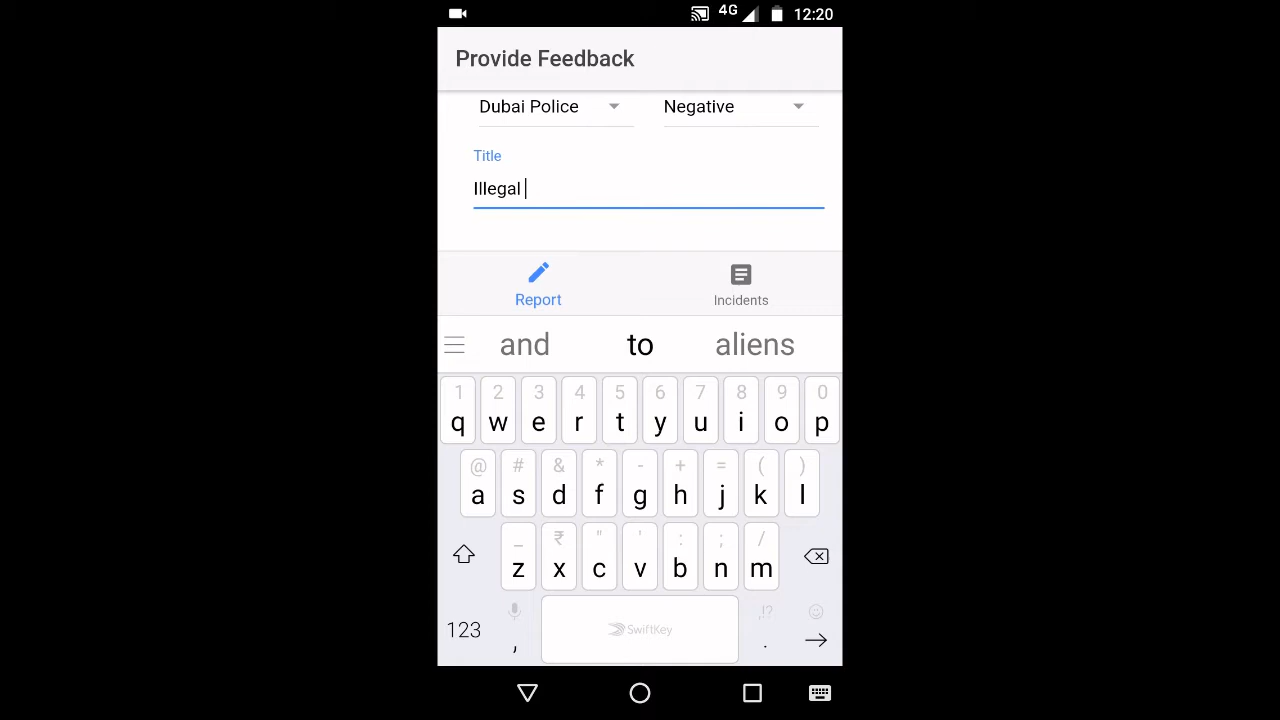 4G 12:20
Provide Feedback
Dubai Police Negative
Title
Illegal
Report Incidents
and to aliens
1 2 3 4 5 6 7 8 9 0
q w e r t y u i o p
@ # & * - + = ( )
a s d f g h j k l
_ ₹ " ' : ; /
z x c v b n m
,!?
123 , SwiftKey .